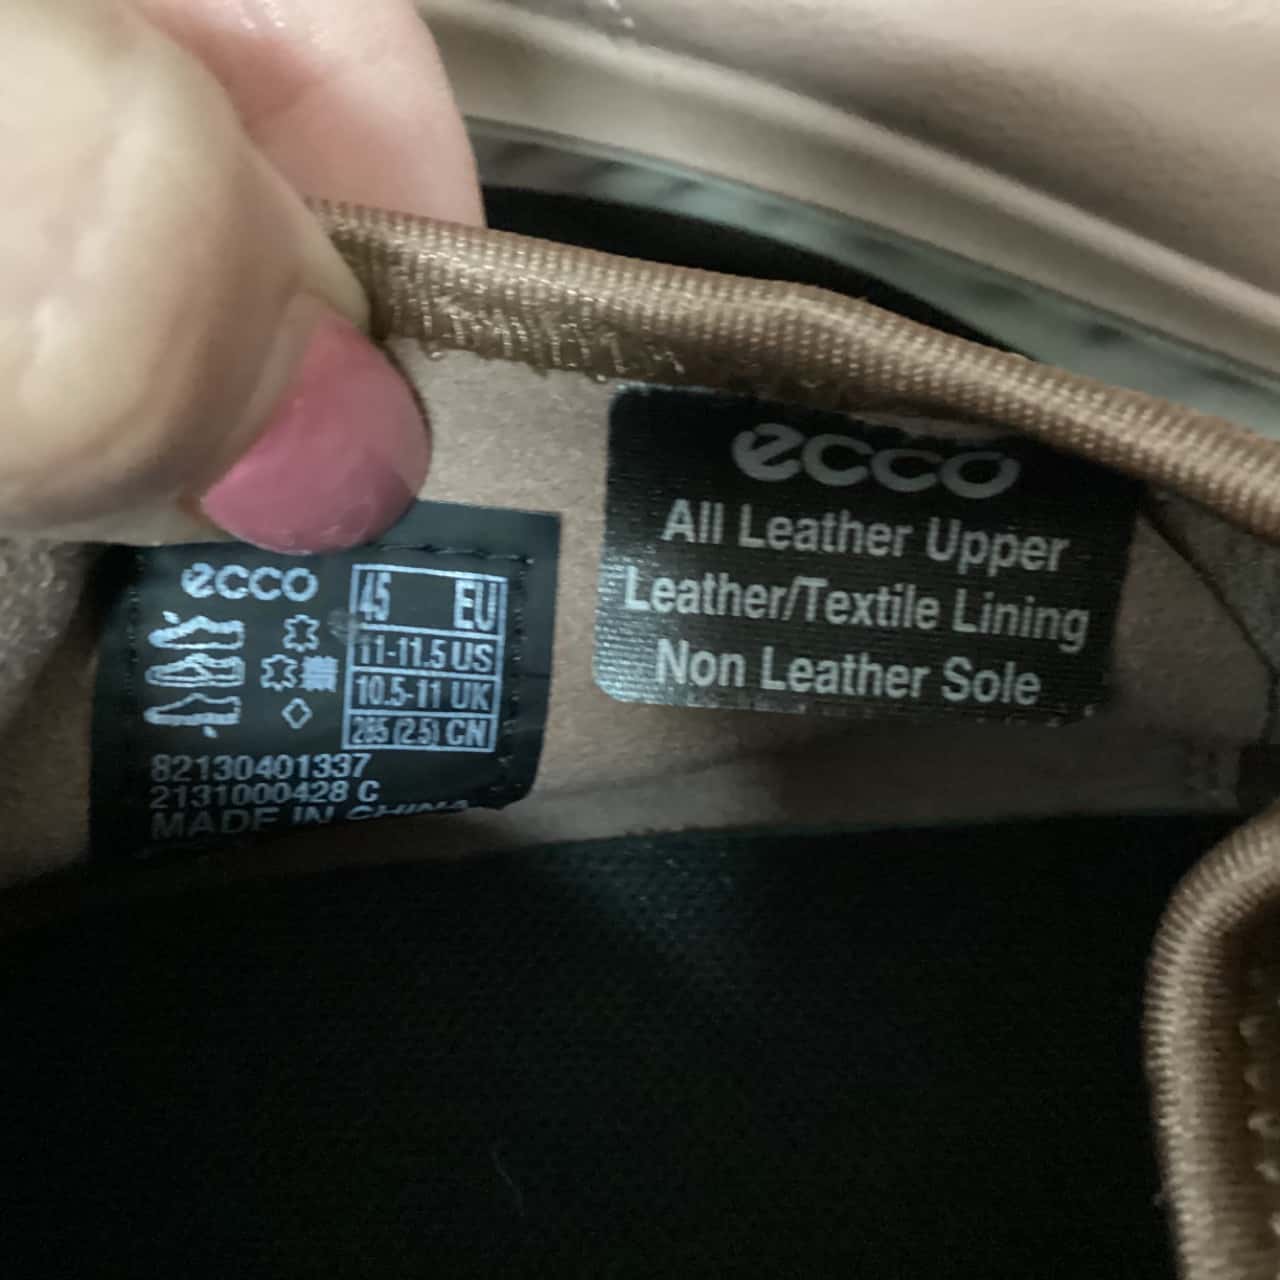 ecco
45 EU
11-11.5 US
10.5-11 UK
285 (2.5) CN
82130401337
2131000428 C
MADE IN CHINA
ecco
All Leather Upper
Leather/Textile Lining
Non Leather Sole